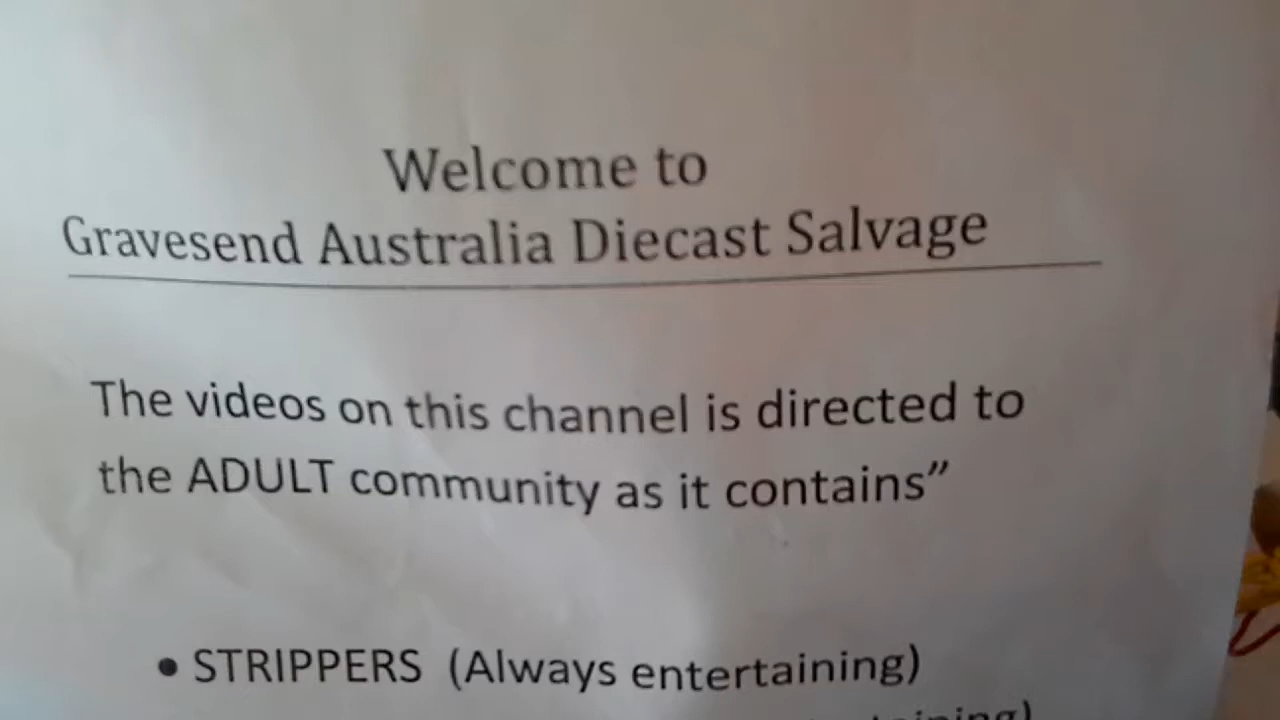 Welcome to
Gravesend Australia Diecast Salvage
The videos on this channel is directed to
the ADULT community as it contains”
• STRIPPERS (Always entertaining)